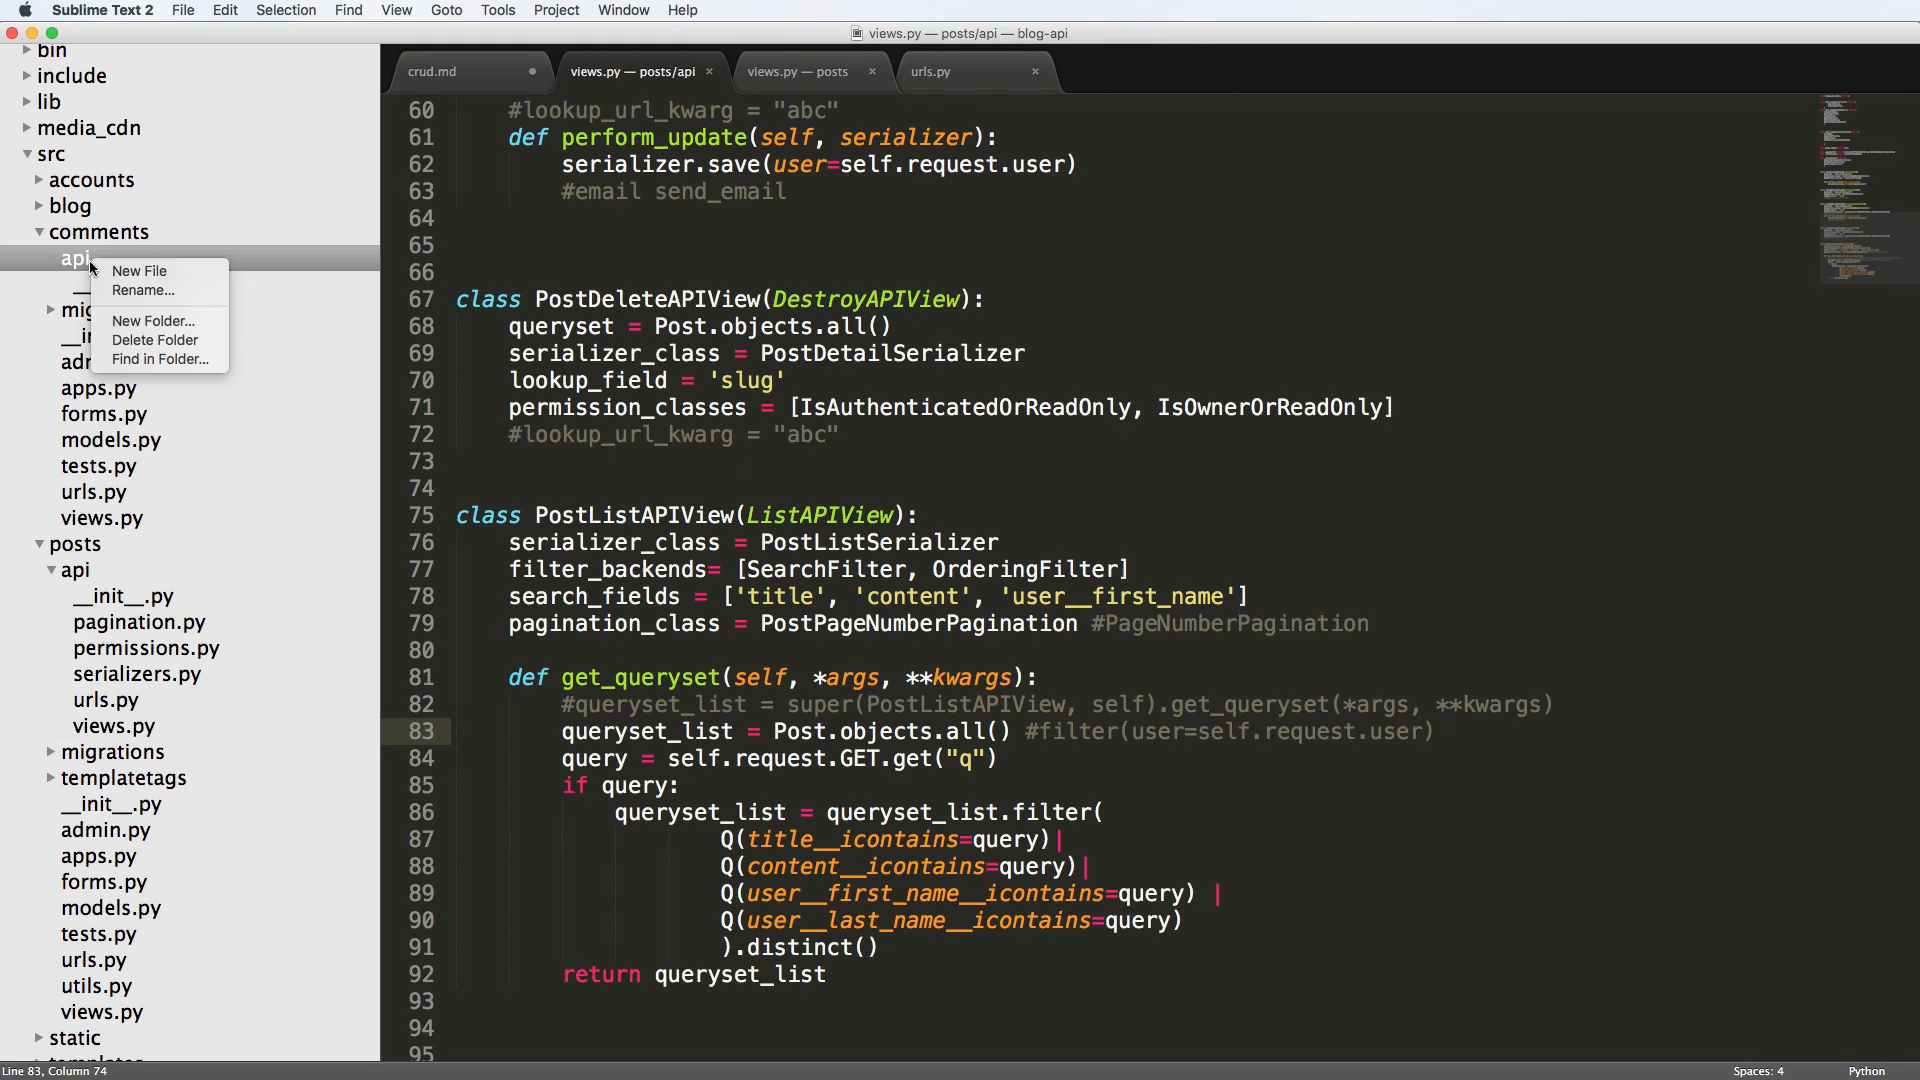 Sublime Text 2 File Edit Selection Find View Goto Tools Project Window Help
views.py — posts/api — blog-api
bin
include
lib
media_cdn
src
accounts
blog
comments
api
New File
Rename...
New Folder...
Delete Folder
Find in Folder...
apps.py
forms.py
models.py
tests.py
urls.py
views.py
posts
api
__init__.py
pagination.py
permissions.py
serializers.py
urls.py
views.py
migrations
templatetags
__init__.py
admin.py
apps.py
forms.py
models.py
tests.py
urls.py
utils.py
views.py
static
crud.md
views.py — posts/api
views.py — posts
urls.py
60 #lookup_url_kwarg = "abc"
61 def perform_update(self, serializer):
62 serializer.save(user=self.request.user)
63 #email send_email
64
65
66
67 class PostDeleteAPIView(DestroyAPIView):
68 queryset = Post.objects.all()
69 serializer_class = PostDetailSerializer
70 lookup_field = 'slug'
71 permission_classes = [IsAuthenticatedOrReadOnly, IsOwnerOrReadOnly]
72 #lookup_url_kwarg = "abc"
73
74
75 class PostListAPIView(ListAPIView):
76 serializer_class = PostListSerializer
77 filter_backends= [SearchFilter, OrderingFilter]
78 search_fields = ['title', 'content', 'user__first_name']
79 pagination_class = PostPageNumberPagination #PageNumberPagination
80
81 def get_queryset(self, *args, **kwargs):
82 #queryset_list = super(PostListAPIView, self).get_queryset(*args, **kwargs)
83 queryset_list = Post.objects.all() #filter(user=self.request.user)
84 query = self.request.GET.get("q")
85 if query:
86 queryset_list = queryset_list.filter(
87 Q(title__icontains=query)|
88 Q(content__icontains=query)|
89 Q(user__first_name__icontains=query) |
90 Q(user__last_name__icontains=query)
91 ).distinct()
92 return queryset_list
93
94
95
Line 83, Column 74
Spaces: 4
Python